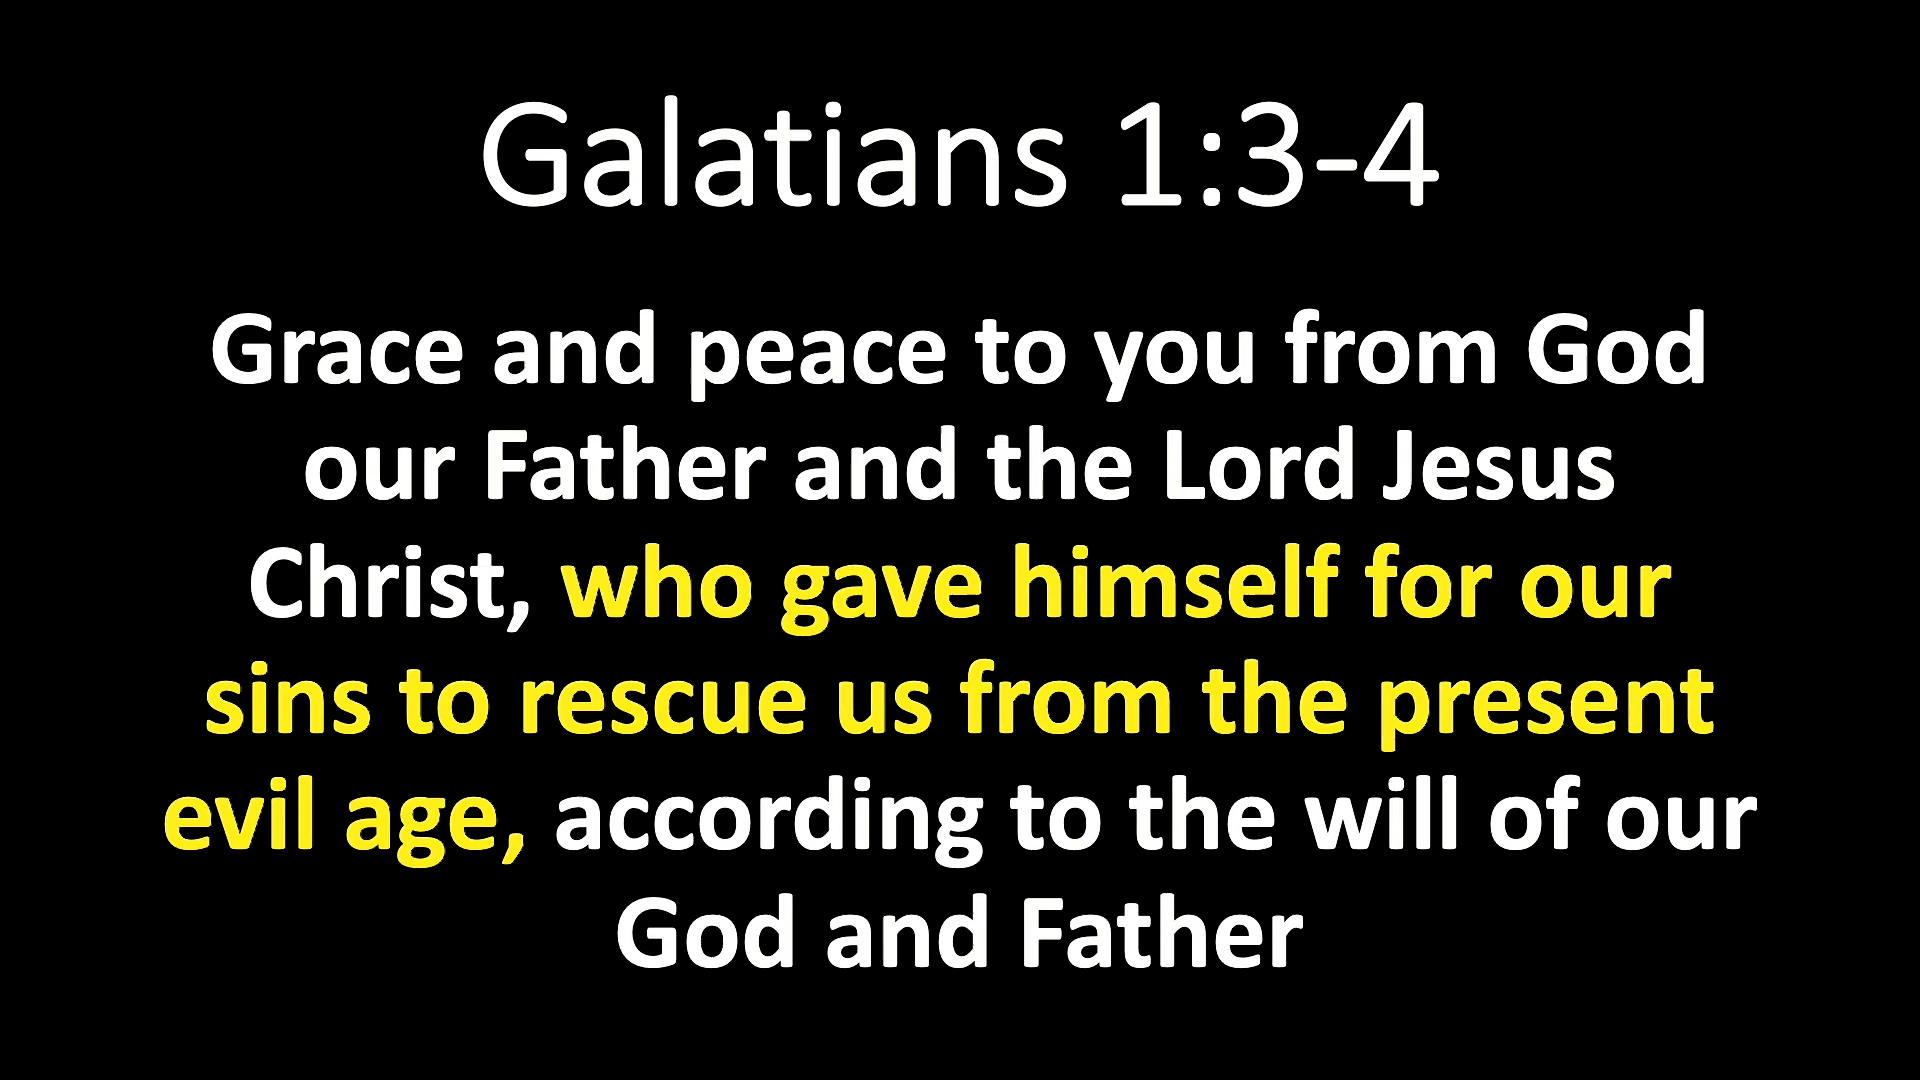 Galatians 1:3-4
Grace and peace to you from God
our Father and the Lord Jesus
Christ, who gave himself for our
sins to rescue us from the present
evil age, according to the will of our
God and Father